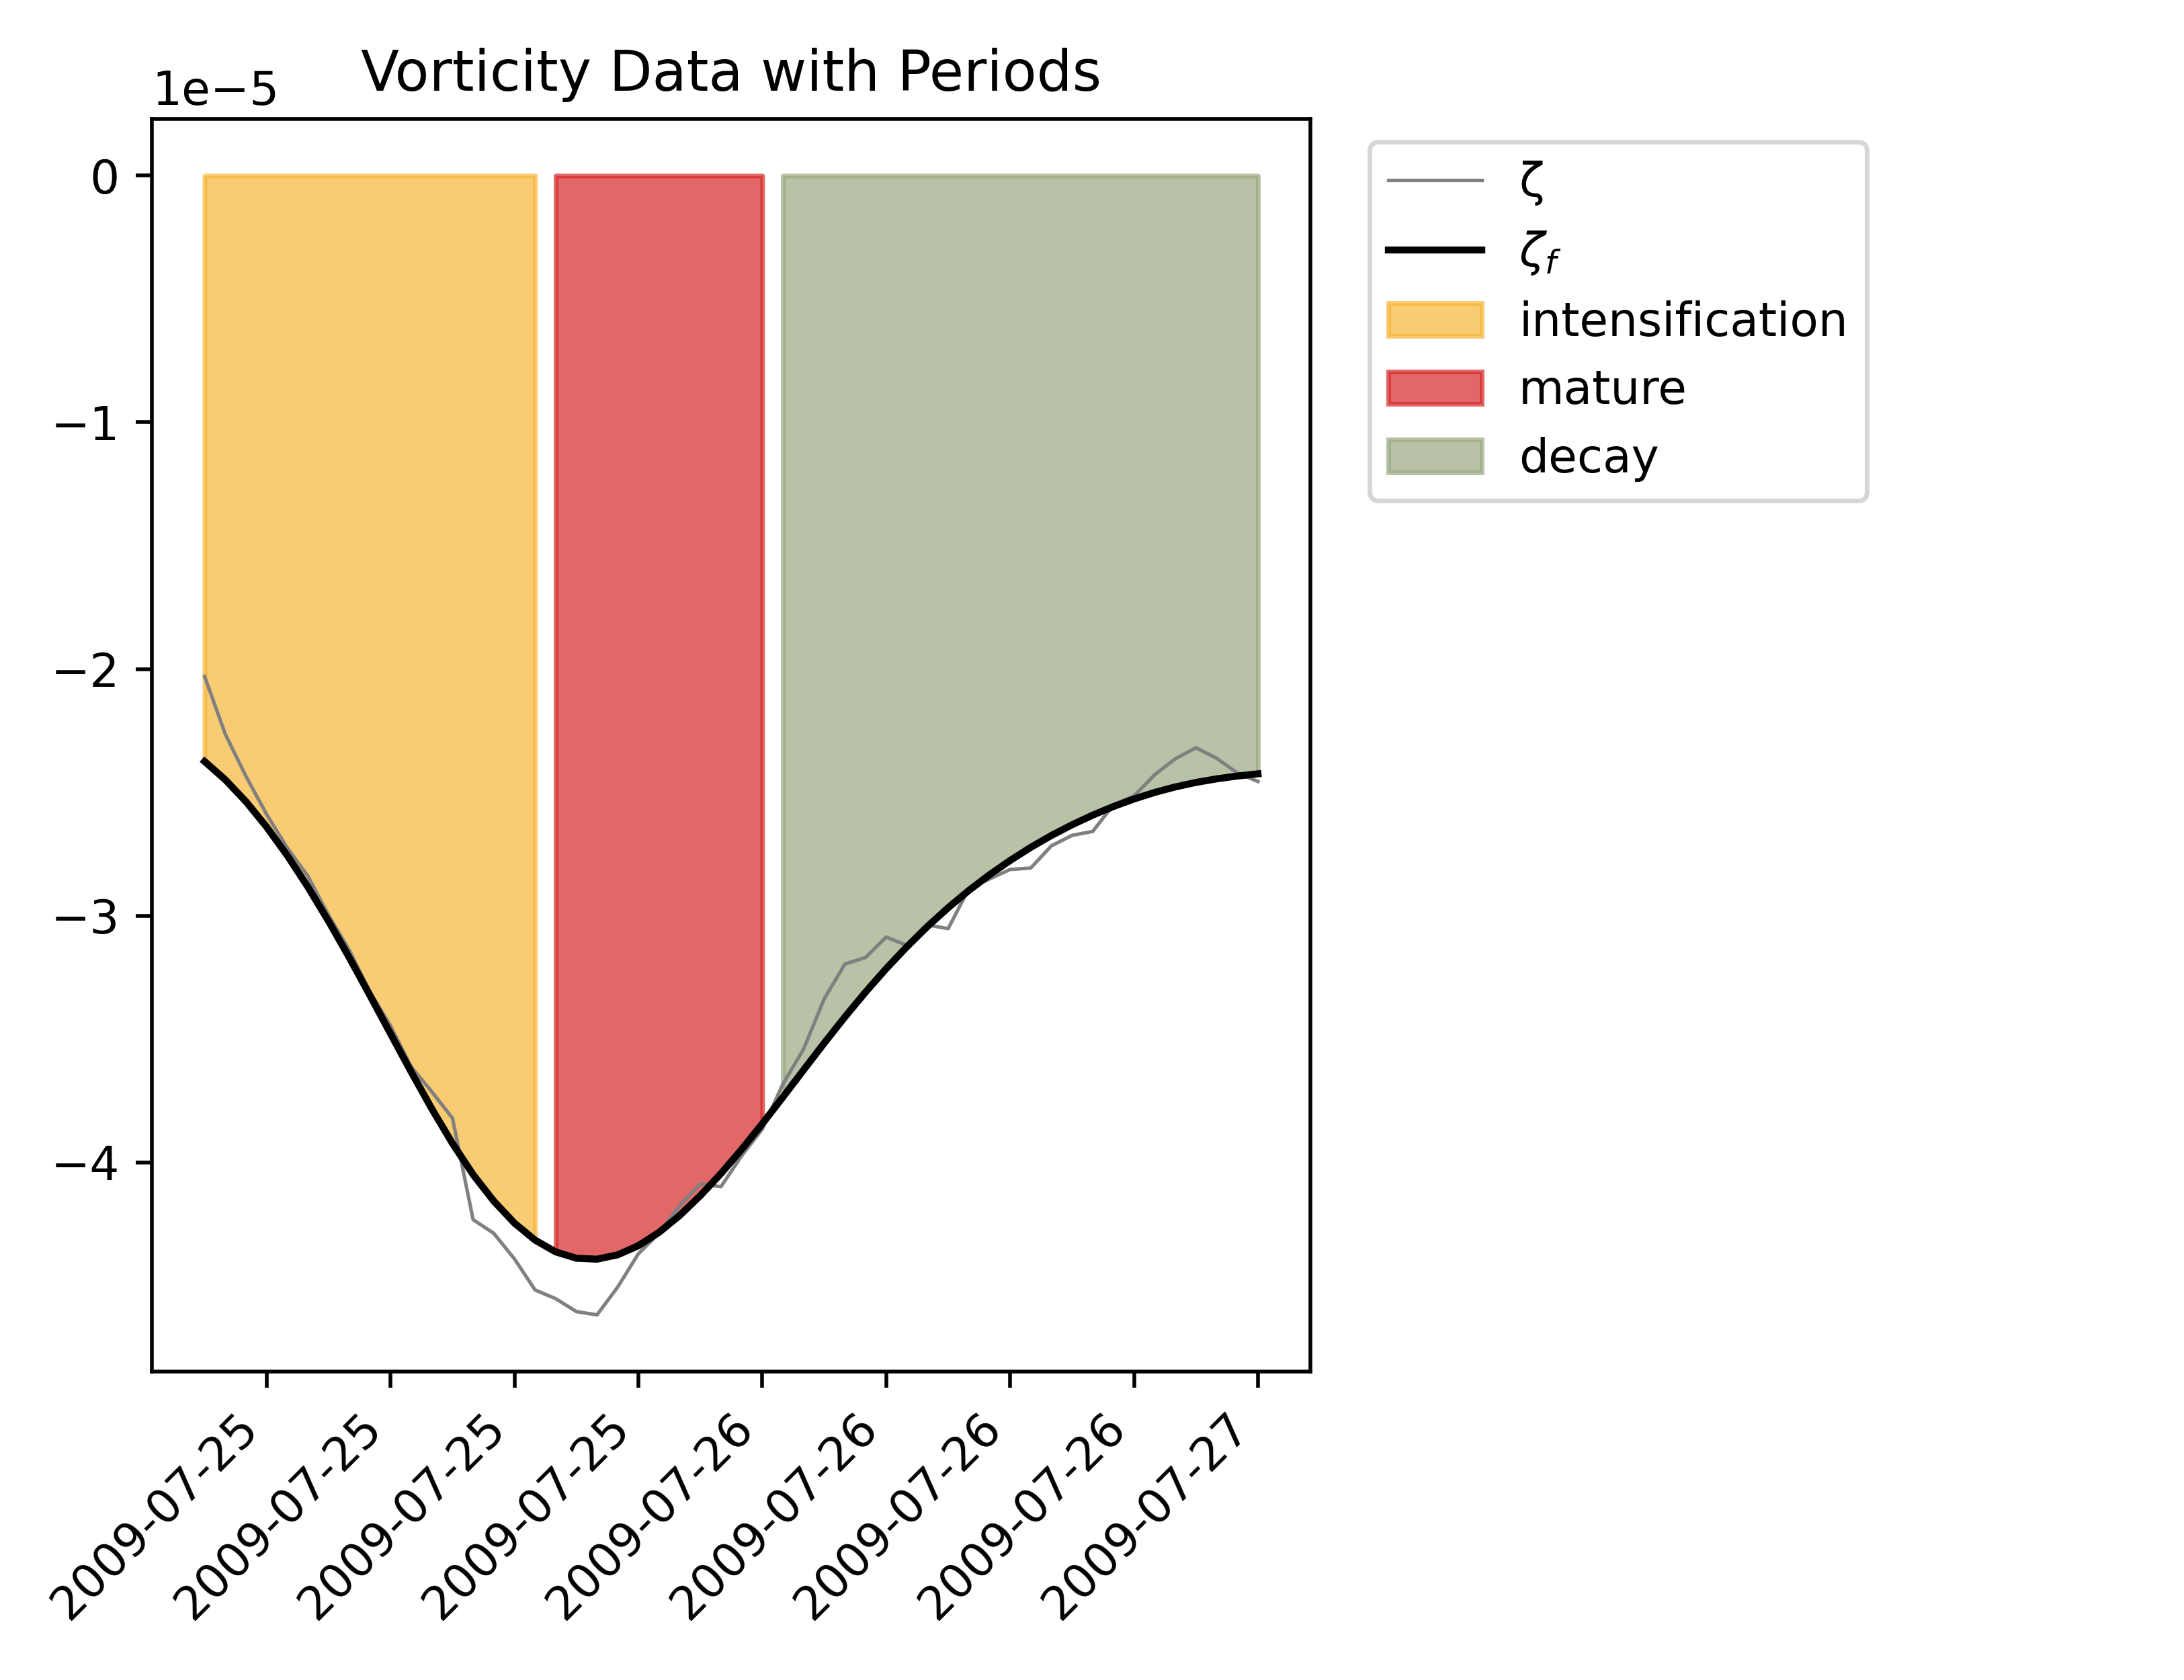 Vorticity Data with Periods
1e−5
0
−1
−2
−3
−4
2009-07-25
2009-07-25
2009-07-25
2009-07-25
2009-07-26
2009-07-26
2009-07-26
2009-07-26
2009-07-27
ζ
ζf
intensification
mature
decay